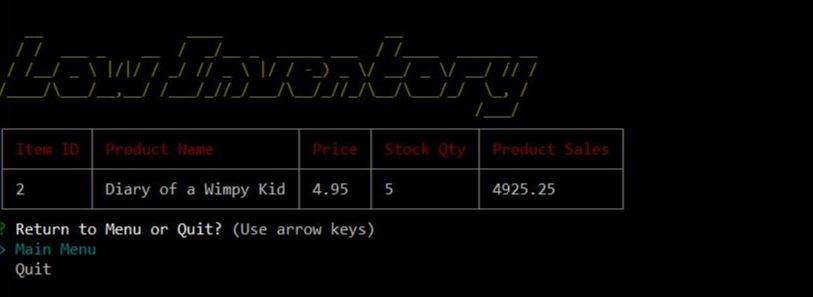 Low Inventory
Item ID Product Name Price Stock Qty Product Sales
2 Diary of a Wimpy Kid 4.95 5 4925.25
? Return to Menu or Quit? (Use arrow keys)
> Main Menu
Quit